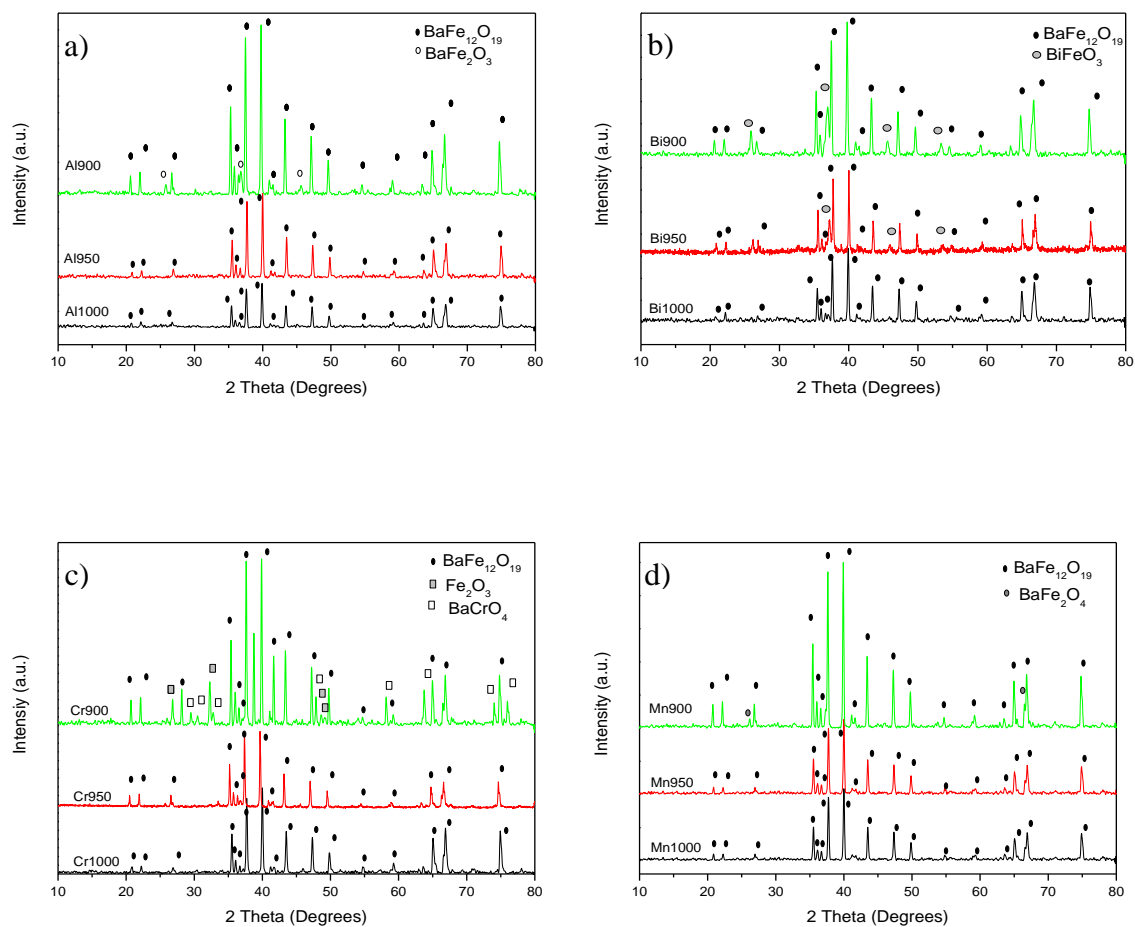 a)
BaFe12O19
BaFe2O3
Al900
Al950
Al1000
Intensity (a.u.)
10 20 30 40 50 60 70 80
2 Theta (Degrees)
b)
BaFe12O19
BiFeO3
Bi900
Bi950
Bi1000
Intensity (a.u.)
10 20 30 40 50 60 70 80
2 Theta (Degrees)
c)
BaFe12O19
Fe2O3
BaCrO4
Cr900
Cr950
Cr1000
Intensity (a.u.)
10 20 30 40 50 60 70 80
2 Theta (Degrees)
d)
BaFe12O19
BaFe2O4
Mn900
Mn950
Mn1000
Intensiy (a.u.)
10 20 30 40 50 60 70 80
2 Theta (Degrees)